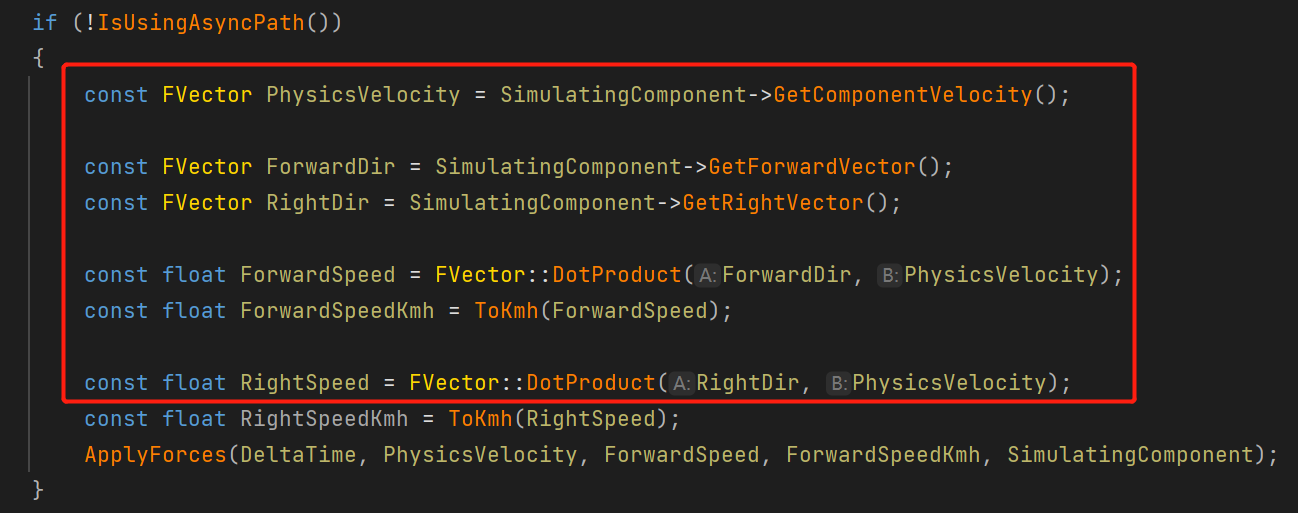 if (!IsUsingAsyncPath())
{
const FVector PhysicsVelocity = SimulatingComponent->GetComponentVelocity();
const FVector ForwardDir = SimulatingComponent->GetForwardVector();
const FVector RightDir = SimulatingComponent->GetRightVector();
const float ForwardSpeed = FVector::DotProduct(A:ForwardDir, B:PhysicsVelocity);
const float ForwardSpeedKmh = ToKmh(ForwardSpeed);
const float RightSpeed = FVector::DotProduct(A:RightDir, B:PhysicsVelocity);
const float RightSpeedKmh = ToKmh(RightSpeed);
ApplyForces(DeltaTime, PhysicsVelocity, ForwardSpeed, ForwardSpeedKmh, SimulatingComponent);
}